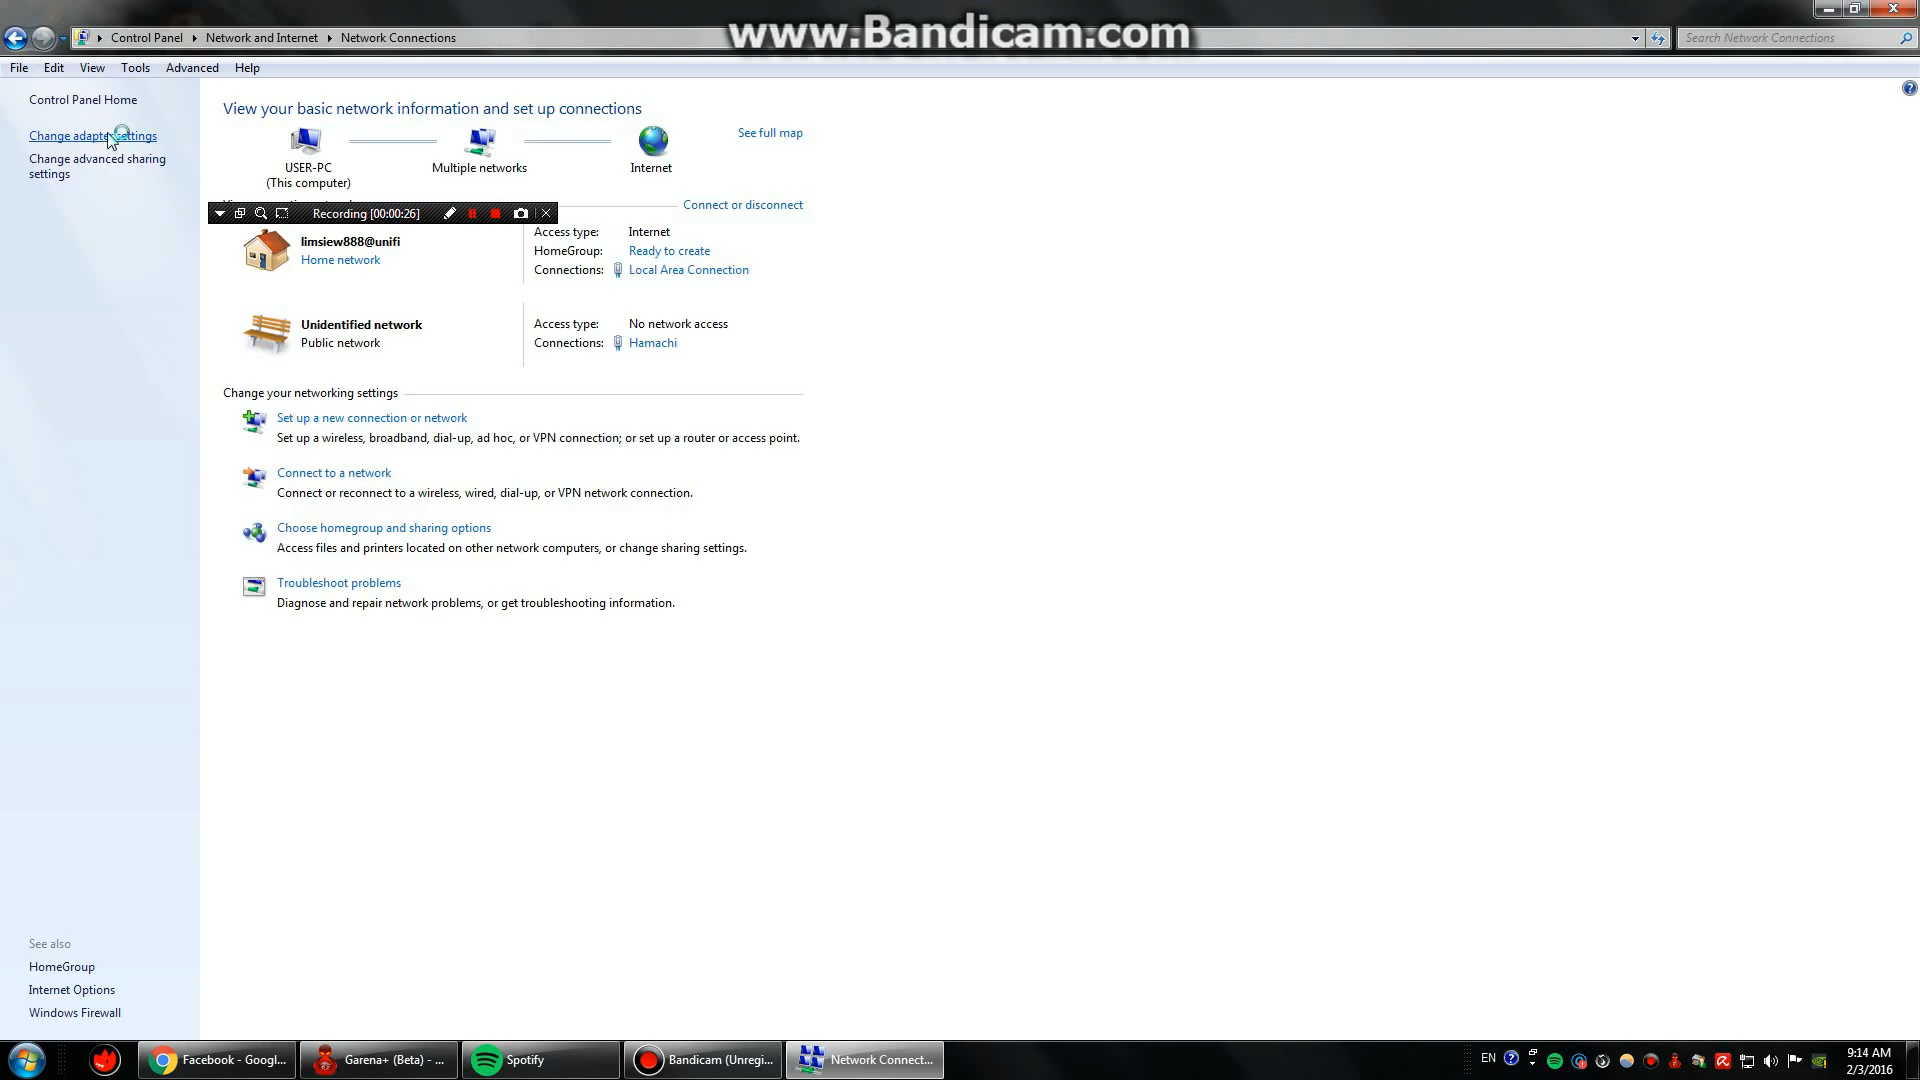 www.Bandicam.com
Control Panel
Network and Internet
Network Connections
Search Network Connections
File
Edit
View
Tools
Advanced
Help
Control Panel Home
Change adapter settings
Change advanced sharing
settings
View your basic network information and set up connections
See full map
USER-PC
(This computer)
Multiple networks
Internet
Connect or disconnect
Recording [00:00:26]
limsiew888@unifi
Home network
Access type: Internet
HomeGroup: Ready to create
Connections: Local Area Connection
Unidentified network
Public network
Access type: No network access
Connections: Hamachi
Change your networking settings
Set up a new connection or network
Set up a wireless, broadband, dial-up, ad hoc, or VPN connection; or set up a router or access point.
Connect to a network
Connect or reconnect to a wireless, wired, dial-up, or VPN network connection.
Choose homegroup and sharing options
Access files and printers located on other network computers, or change sharing settings.
Troubleshoot problems
Diagnose and repair network problems, or get troubleshooting information.
See also
HomeGroup
Internet Options
Windows Firewall
Facebook - Googl...
Garena+ (Beta) - ...
Spotify
Bandicam (Unregi...
Network Connect...
EN
9:14 AM
2/3/2016